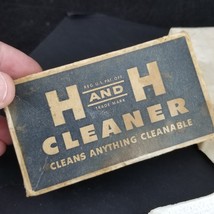 REG. U.S. PAT. OFF.
H AND H
TRADE MARK
CLEANER
CLEANS ANYTHING CLEANABLE